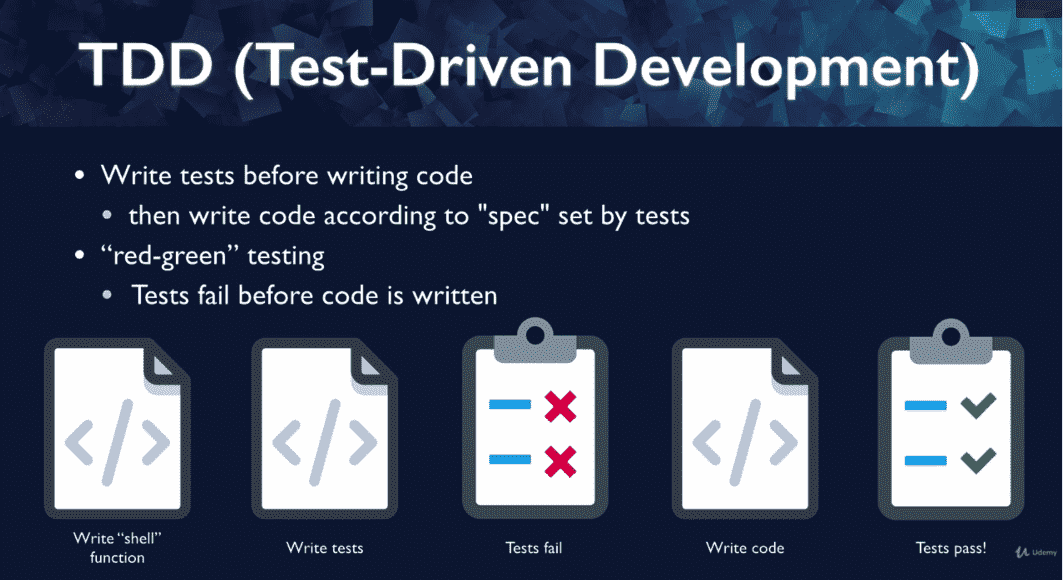 TDD (Test-Driven Development)
• Write tests before writing code
• then write code according to "spec" set by tests
• “red-green” testing
• Tests fail before code is written
Write “shell”
function
Write tests
Tests fail
Write code
Tests pass!
Udemy